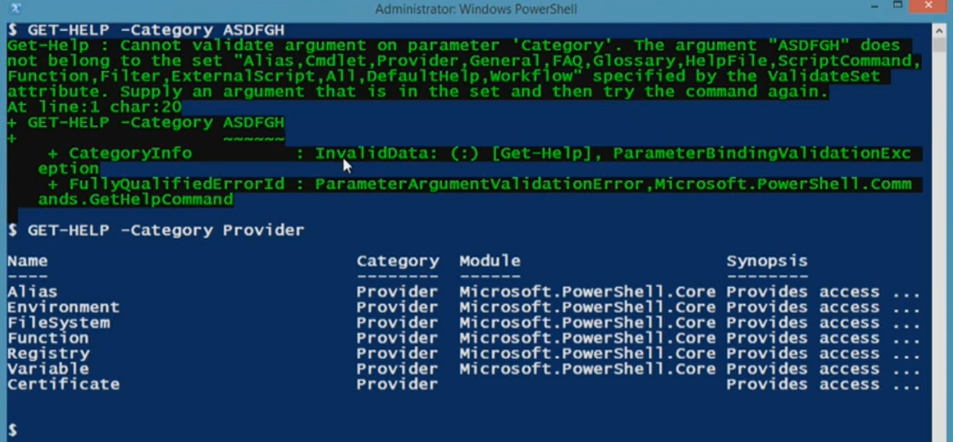 Administrator: Windows PowerShell
$ GET-HELP -Category ASDFGH
Get-Help : Cannot validate argument on parameter 'Category'. The argument "ASDFGH" does
not belong to the set "Alias,Cmdlet,Provider,General,FAQ,Glossary,HelpFile,ScriptCommand,
Function,Filter,ExternalScript,All,DefaultHelp,Workflow" specified by the ValidateSet
attribute. Supply an argument that is in the set and then try the command again.
At line:1 char:20
+ GET-HELP -Category ASDFGH
+                    ~~~~~~
    + CategoryInfo          : InvalidData: (:) [Get-Help], ParameterBindingValidationExc
   eption
    + FullyQualifiedErrorId : ParameterArgumentValidationError,Microsoft.PowerShell.Comm
   ands.GetHelpCommand
$ GET-HELP -Category Provider
Name Category Module Synopsis
---- -------- ------ --------
Alias Provider Microsoft.PowerShell.Core Provides access ...
Environment Provider Microsoft.PowerShell.Core Provides access ...
FileSystem Provider Microsoft.PowerShell.Core Provides access ...
Function Provider Microsoft.PowerShell.Core Provides access ...
Registry Provider Microsoft.PowerShell.Core Provides access ...
Variable Provider Microsoft.PowerShell.Core Provides access ...
Certificate Provider Provides access ...
$